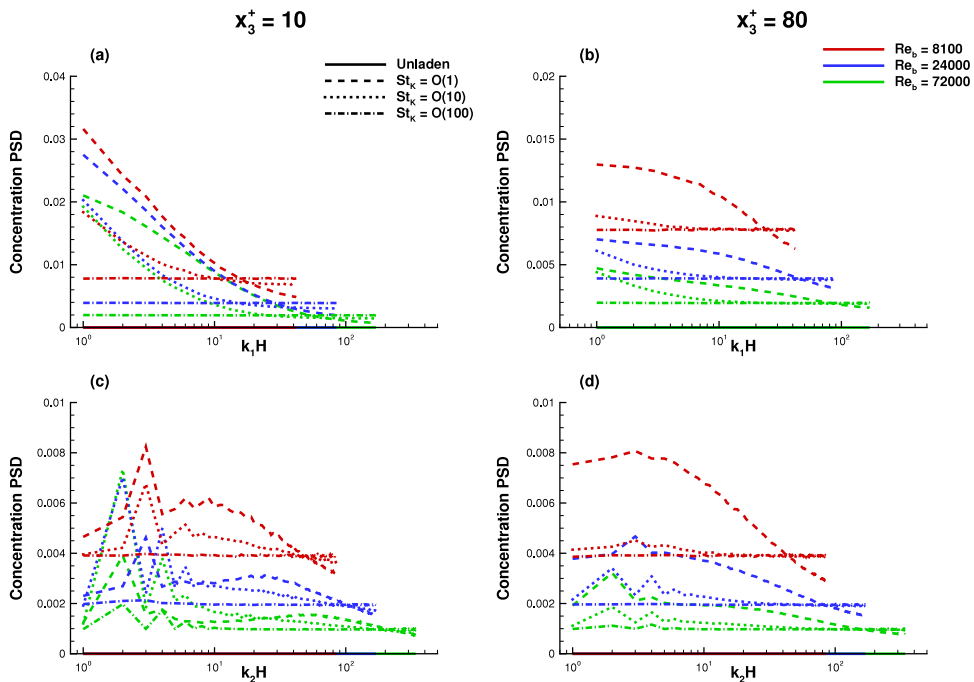 x₃⁺ = 10
x₃⁺ = 80
(a)
Unladen
St_K = O(1)
St_K = O(10)
St_K = O(100)
Concentration PSD
0.04
0.03
0.02
0.01
0
10⁰
10¹
10²
k₁H
(b)
Re_b = 8100
Re_b = 24000
Re_b = 72000
Concentration PSD
0.02
0.015
0.01
0.005
0
10⁰
10¹
10²
k₁H
(c)
Concentration PSD
0.01
0.008
0.006
0.004
0.002
0
10⁰
10¹
10²
k₂H
(d)
Concentration PSD
0.01
0.008
0.006
0.004
0.002
0
10⁰
10¹
10²
k₂H